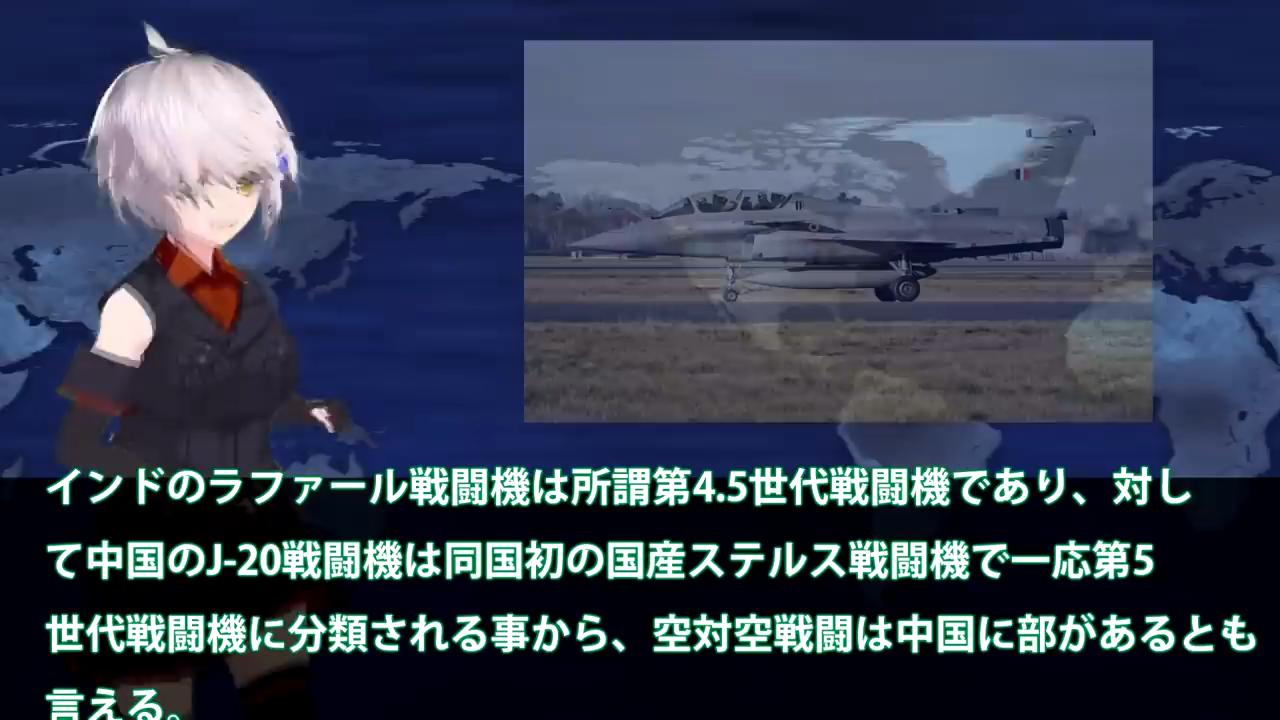 インドのラファール戦闘機は所謂第4.5世代戦闘機であり、対し
て中国のJ-20戦闘機は同国初の国産ステルス戦闘機で一応第5
世代戦闘機に分類される事から、空対空戦闘は中国に部があるとも
言える。